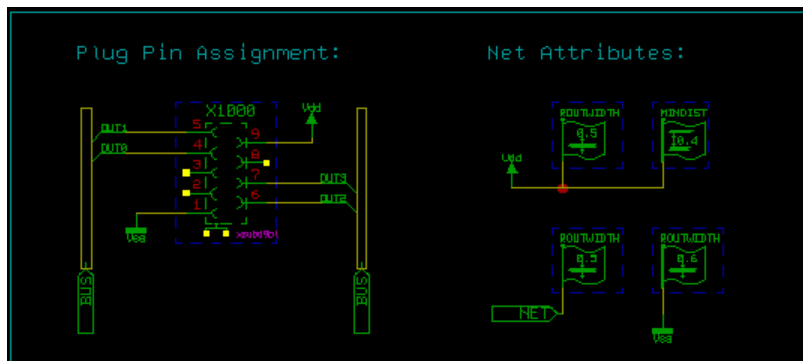 Plug Pin Assignment:
Net Attributes:
X1000
Vdd
ROUTWIDTH
MINDIST
OUT1
5
9
0.5
0.4
OUT0
4
8
Vdd
3
7
OUT3
2
6
OUT2
1
Vss
ROUTWIDTH
ROUTWIDTH
0.6
BUS
BUS
NET
Vss